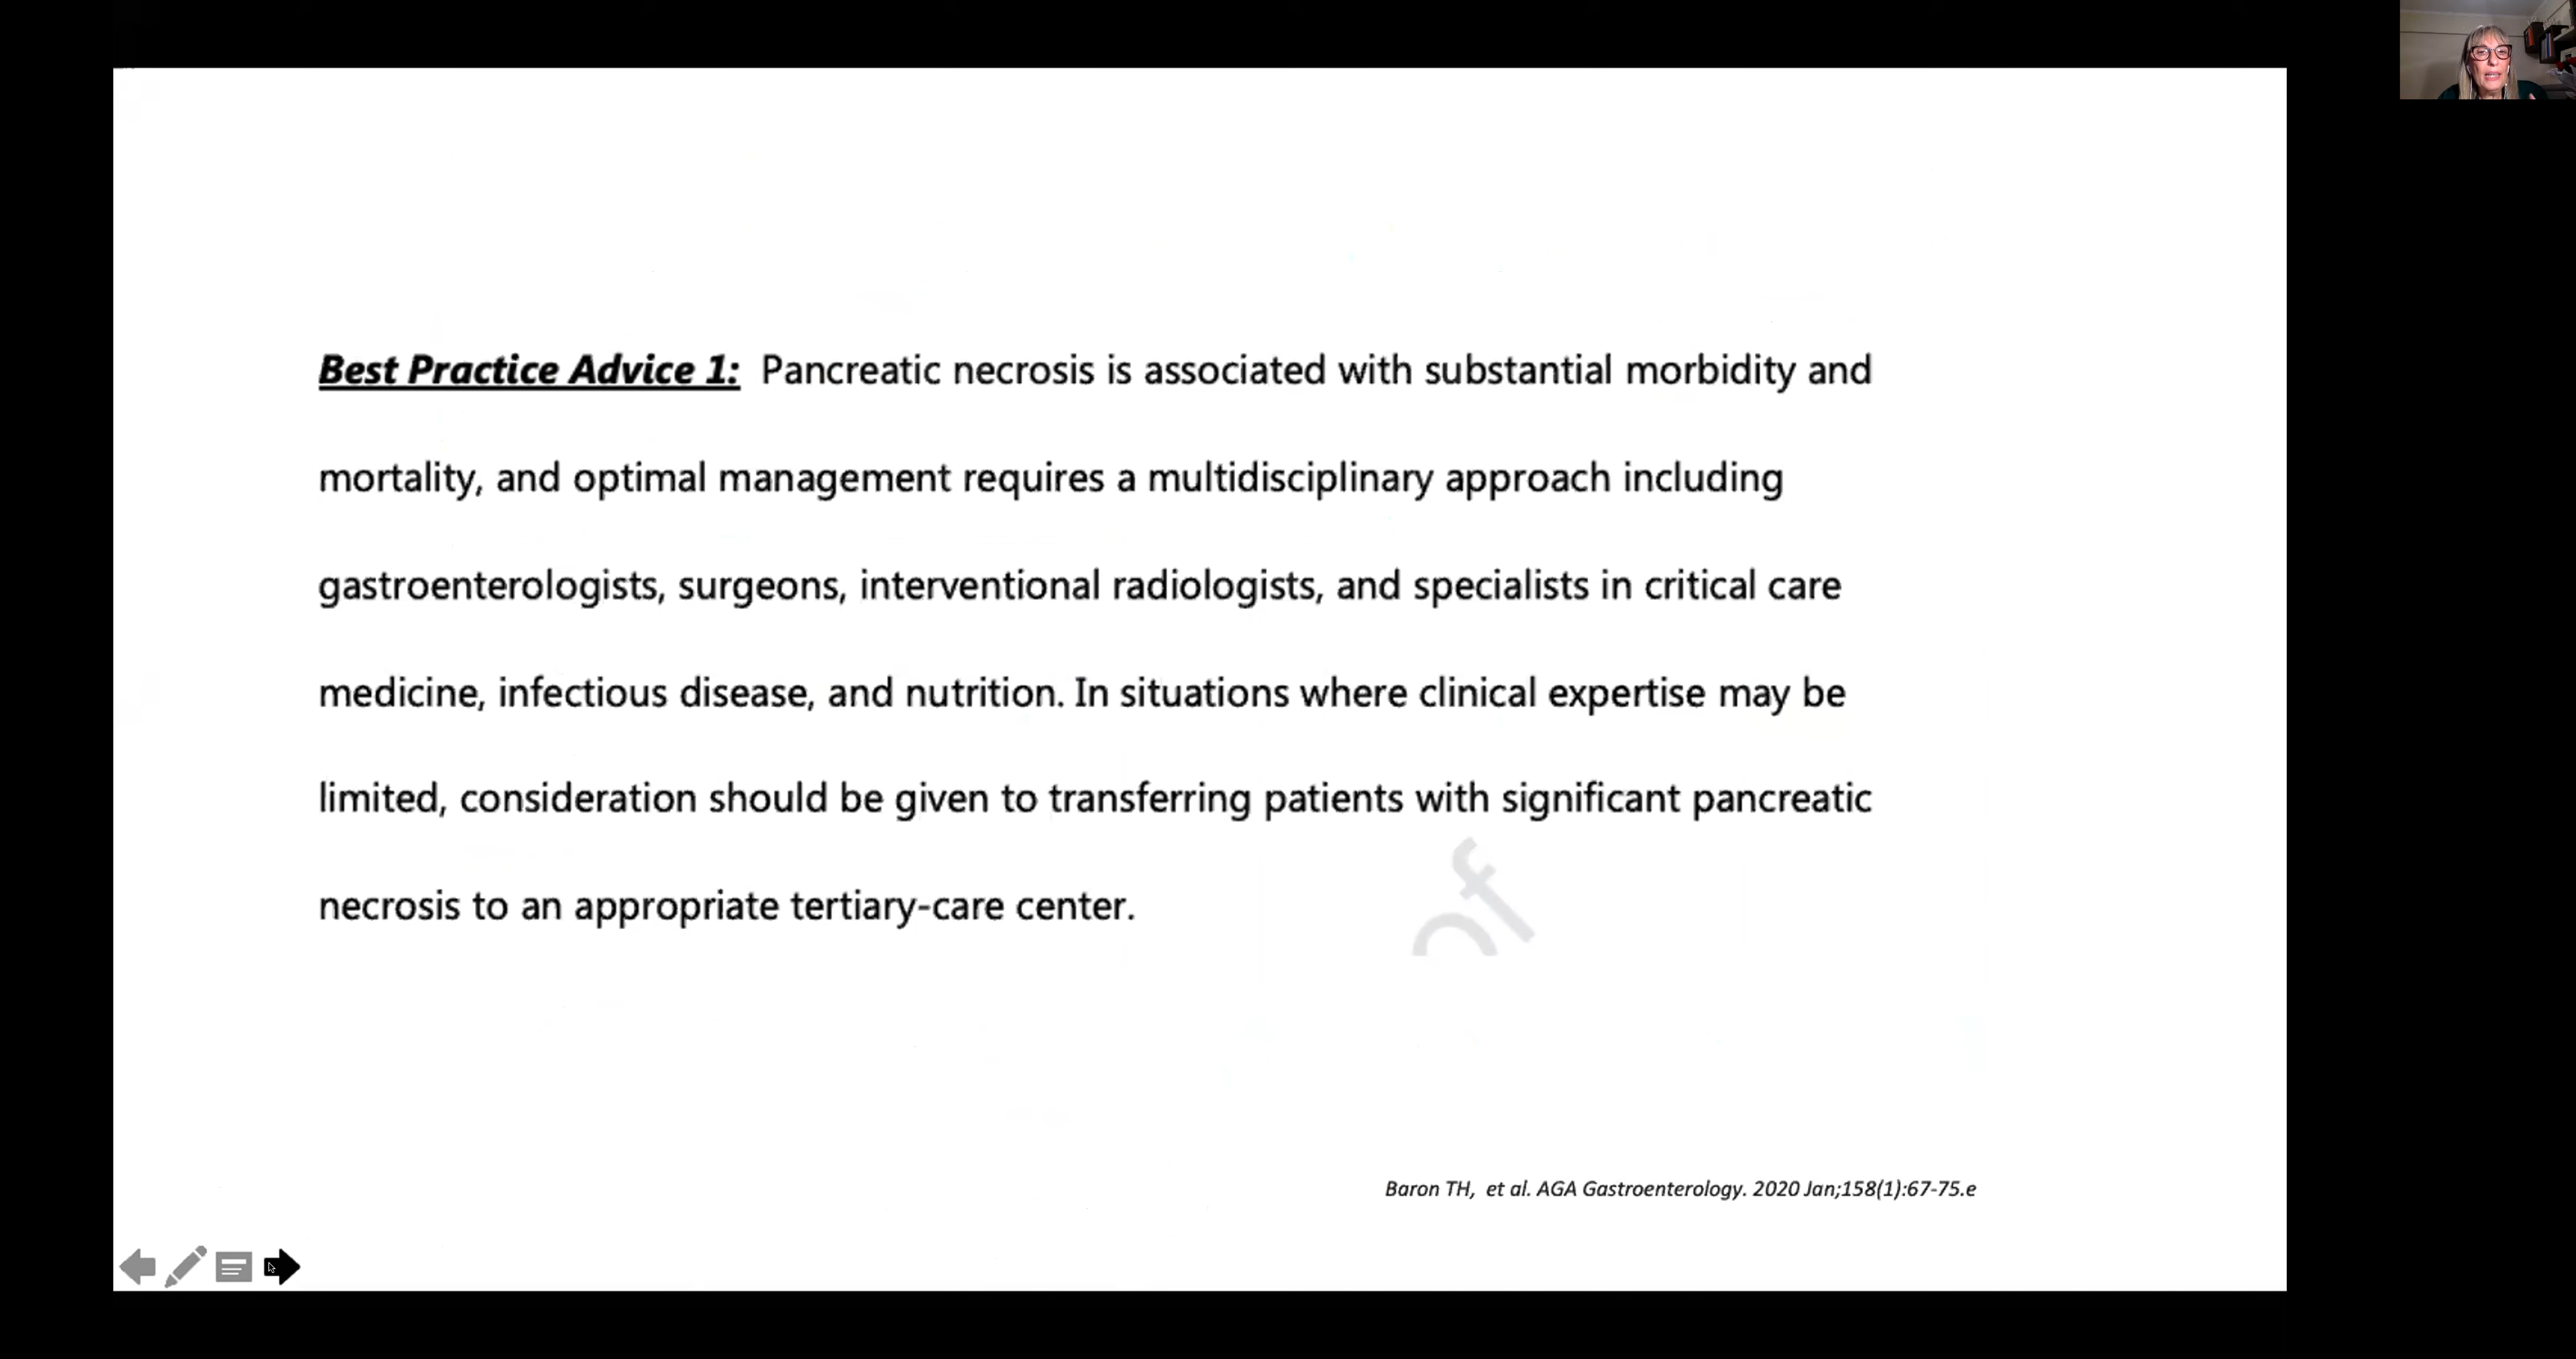 Best Practice Advice 1: Pancreatic necrosis is associated with substantial morbidity and
mortality, and optimal management requires a multidisciplinary approach including
gastroenterologists, surgeons, interventional radiologists, and specialists in critical care
medicine, infectious disease, and nutrition. In situations where clinical expertise may be
limited, consideration should be given to transferring patients with significant pancreatic
necrosis to an appropriate tertiary-care center.
Baron TH, et al. AGA Gastroenterology. 2020 Jan;158(1):67-75.e